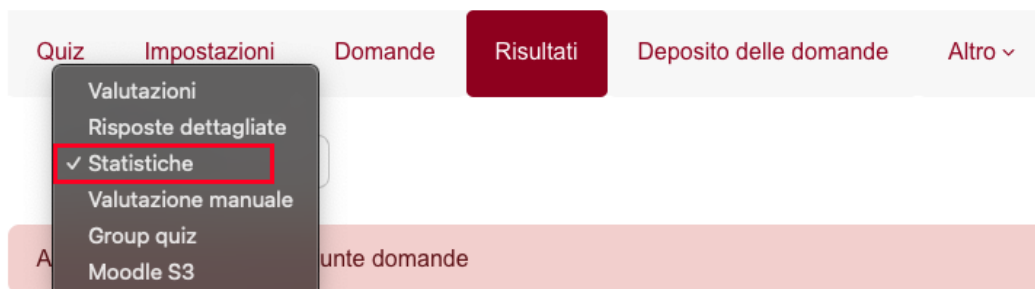 Quiz Impostazioni Domande Risultati Deposito delle domande Altro
Valutazioni
Risposte dettagliate
✓ Statistiche
Valutazione manuale
Group quiz
A unte domande
Moodle S3